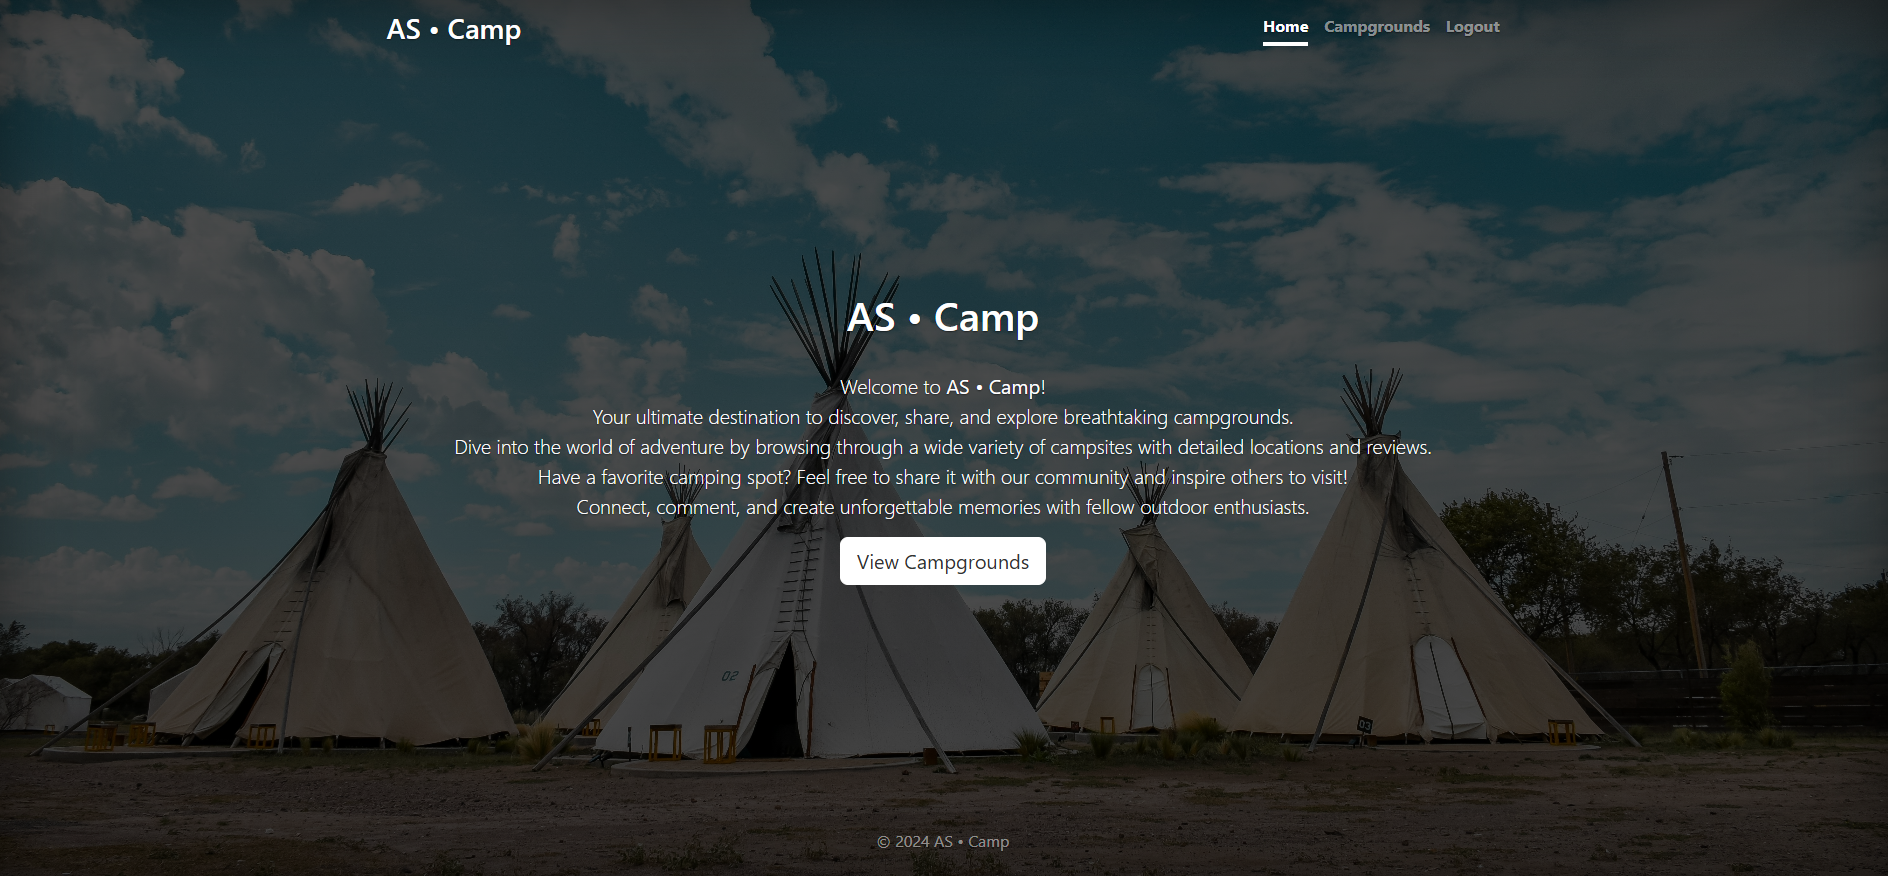 AS • Camp
Home Campgrounds Logout
AS • Camp
Welcome to AS • Camp!
Your ultimate destination to discover, share, and explore breathtaking campgrounds.
Dive into the world of adventure by browsing through a wide variety of campsites with detailed locations and reviews.
Have a favorite camping spot? Feel free to share it with our community and inspire others to visit!
Connect, comment, and create unforgettable memories with fellow outdoor enthusiasts.
View Campgrounds
02
03
© 2024 AS • Camp